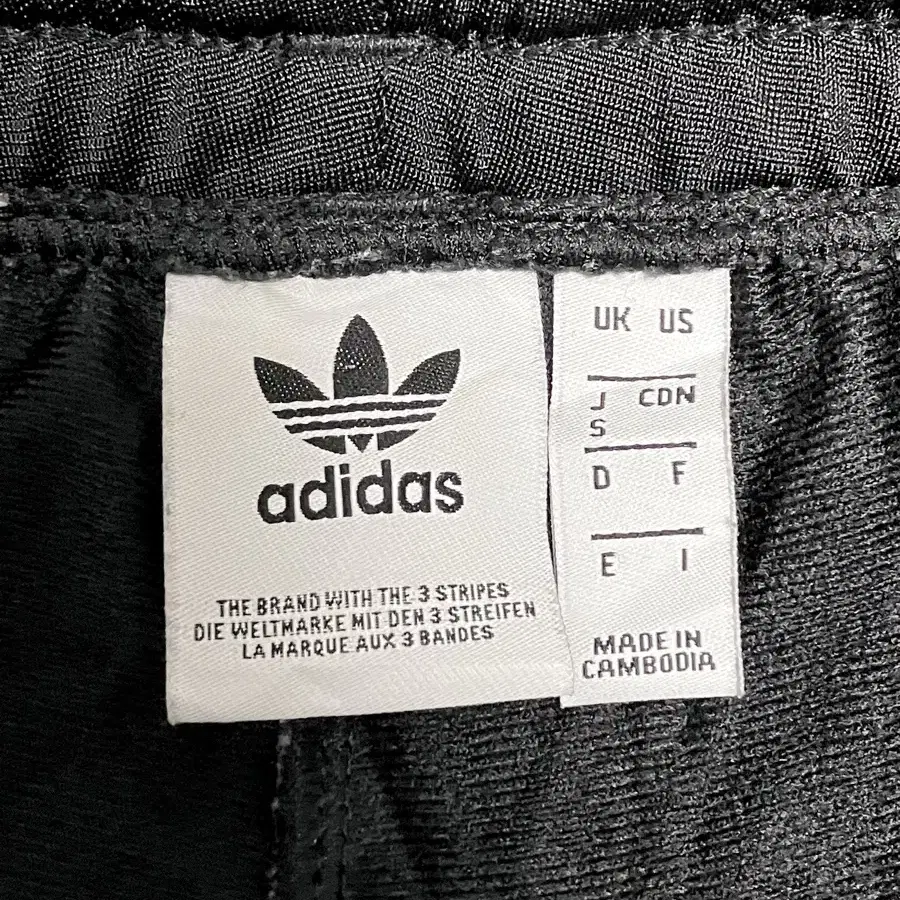 adidas
THE BRAND WITH THE 3 STRIPES
DIE WELTMARKE MIT DEN 3 STREIFEN
LA MARQUE AUX 3 BANDES
UK US
J CDN
S
D F
E I
MADE IN
CAMBODIA